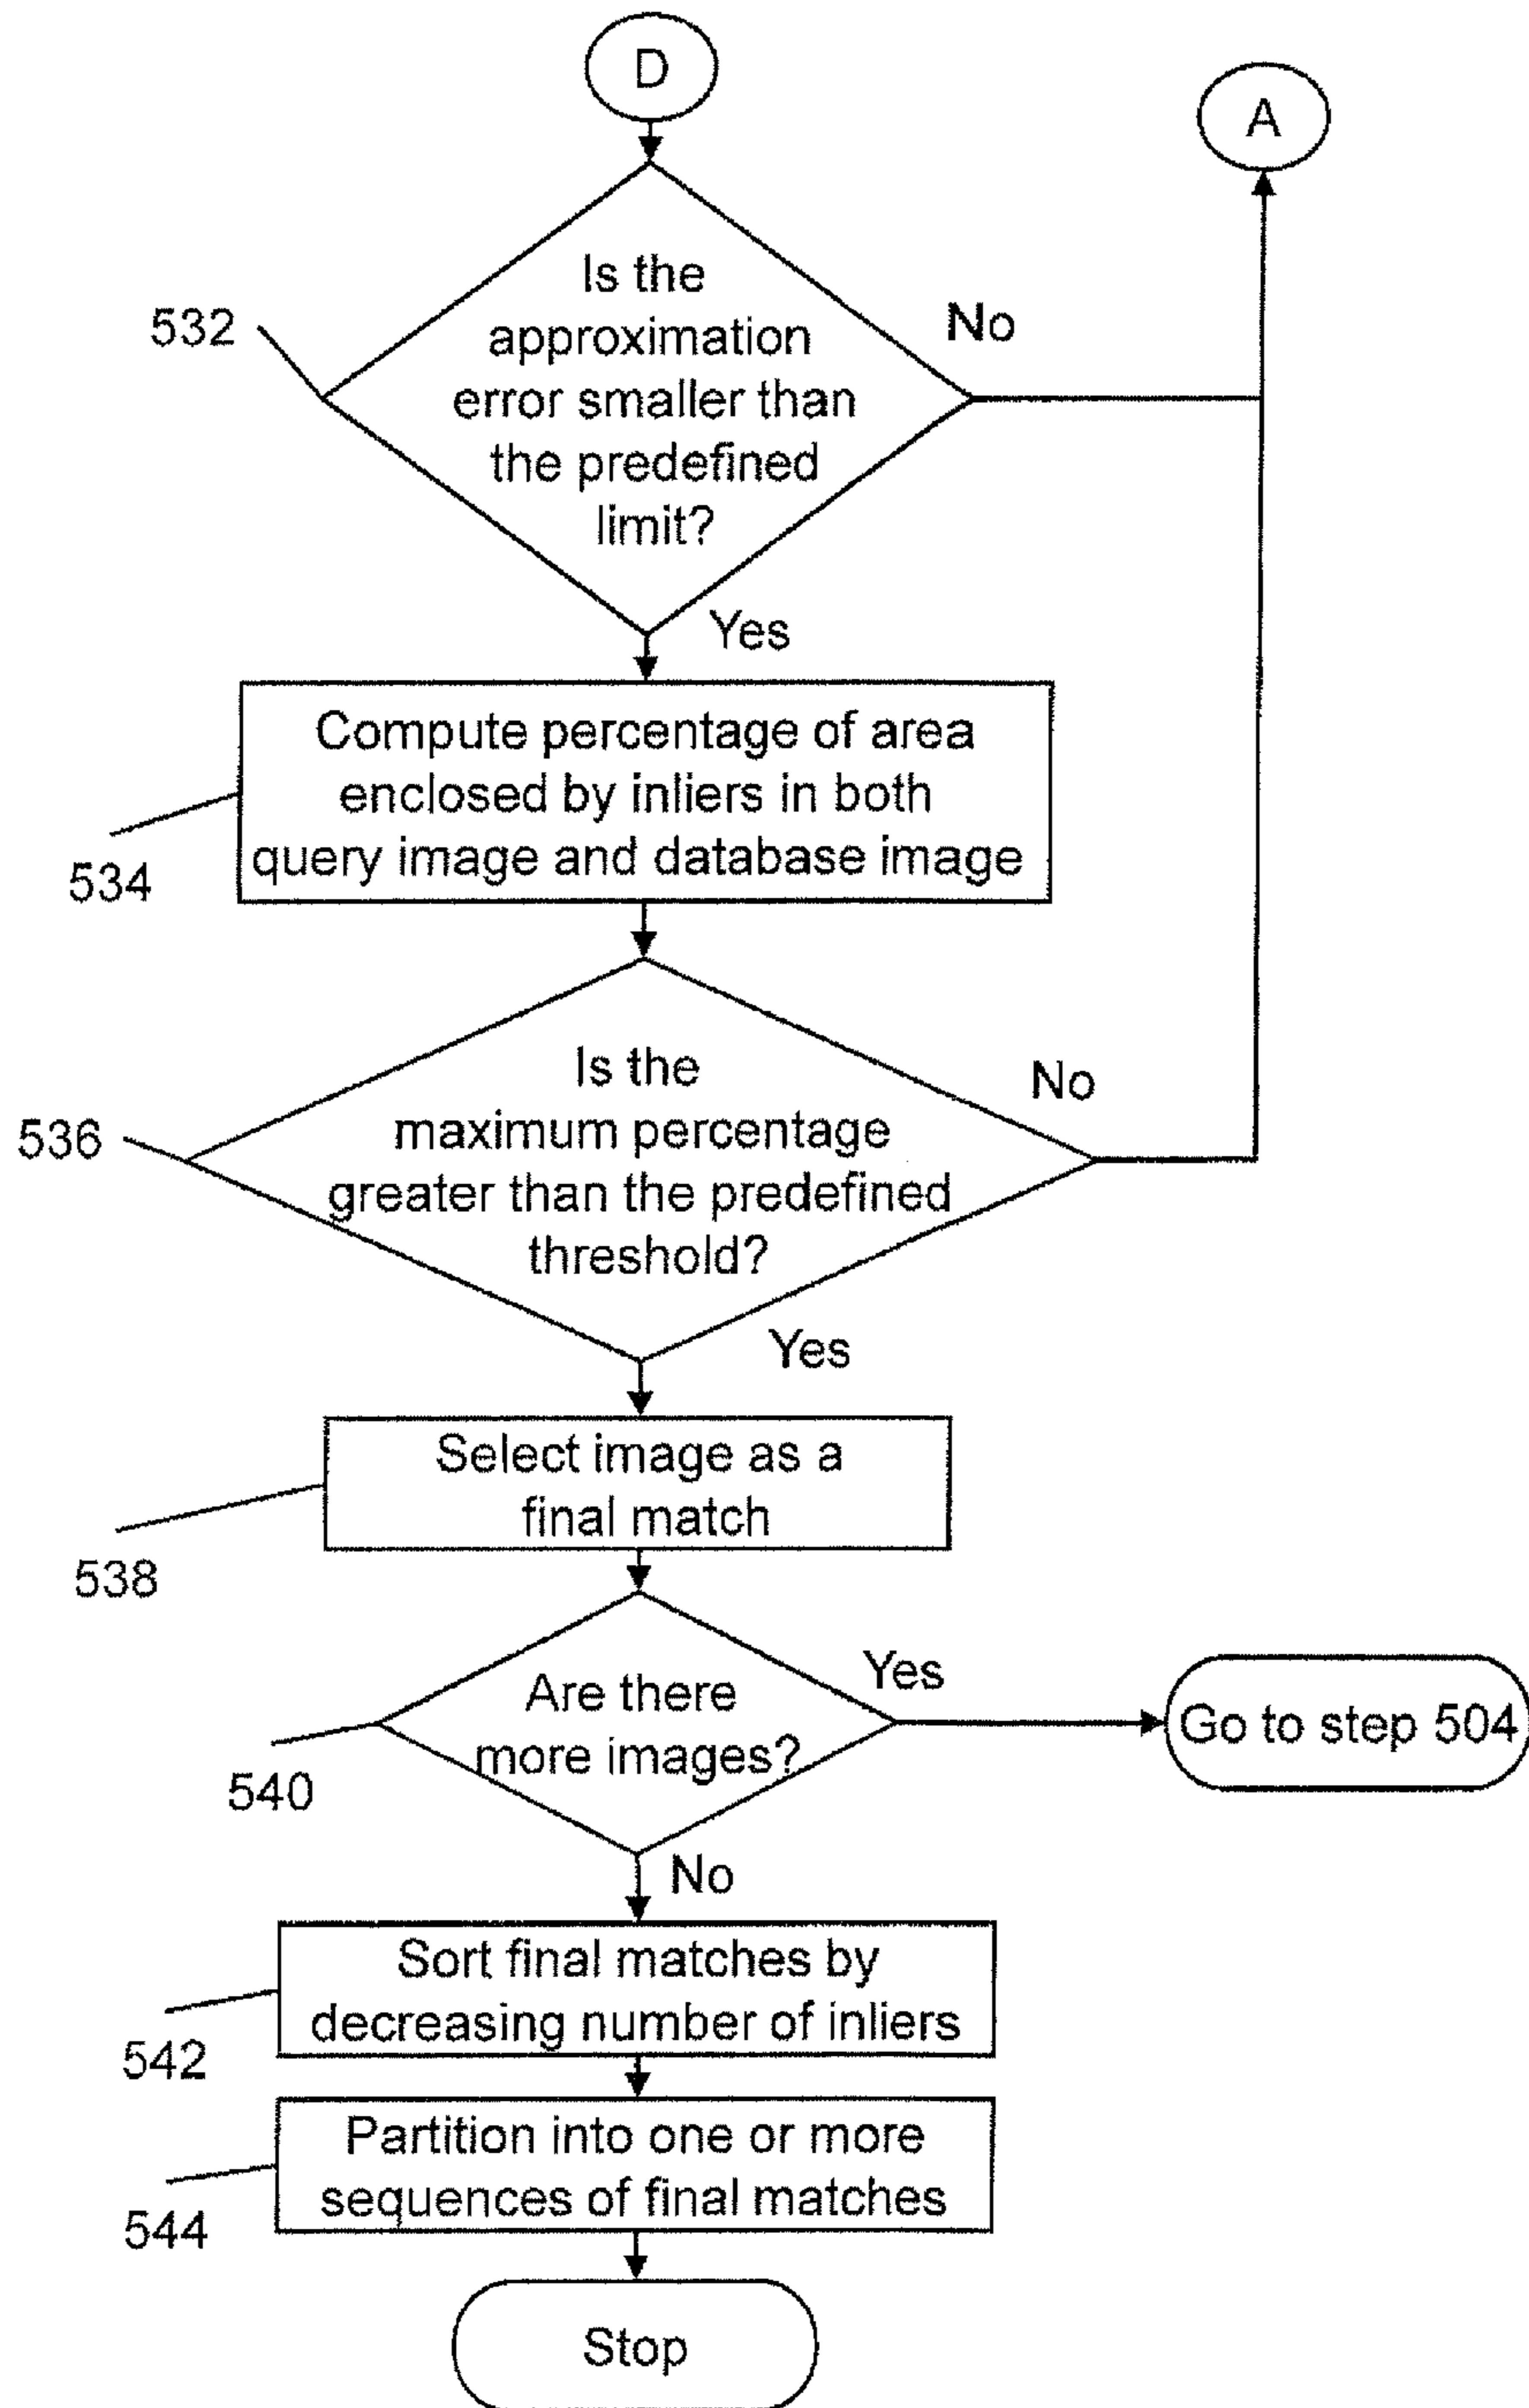 D
A
Is the
approximation
error smaller than
the predefined
limit?
No
532
Yes
Compute percentage of area
enclosed by inliers in both
query image and database image
534
Is the
maximum percentage
greater than the predefined
threshold?
No
536
Yes
Select image as a
final match
538
Are there
more images?
Yes
Go to step 504
540
No
Sort final matches by
decreasing number of inliers
542
Partition into one or more
sequences of final matches
544
Stop